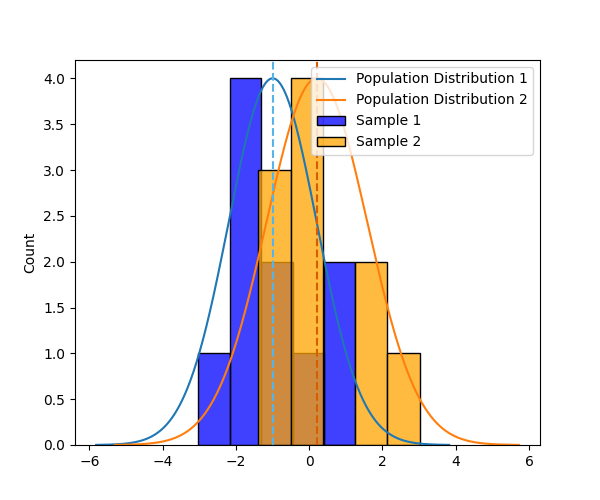 Population Distribution 1
Population Distribution 2
Sample 1
Sample 2
Count
4.0
3.5
3.0
2.5
2.0
1.5
1.0
0.5
0.0
−6 −4 −2 0 2 4 6